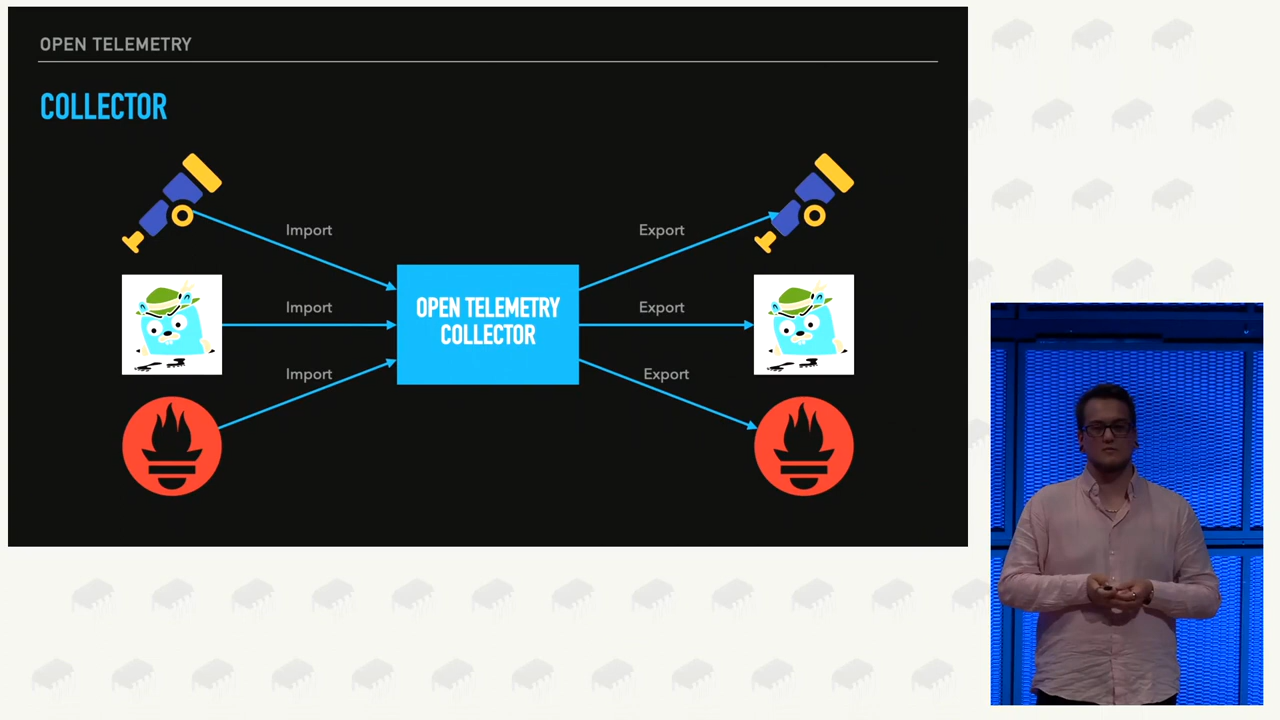 OPEN TELEMETRY
COLLECTOR
Import
Export
Import
OPEN TELEMETRY
COLLECTOR
Export
Import
Export